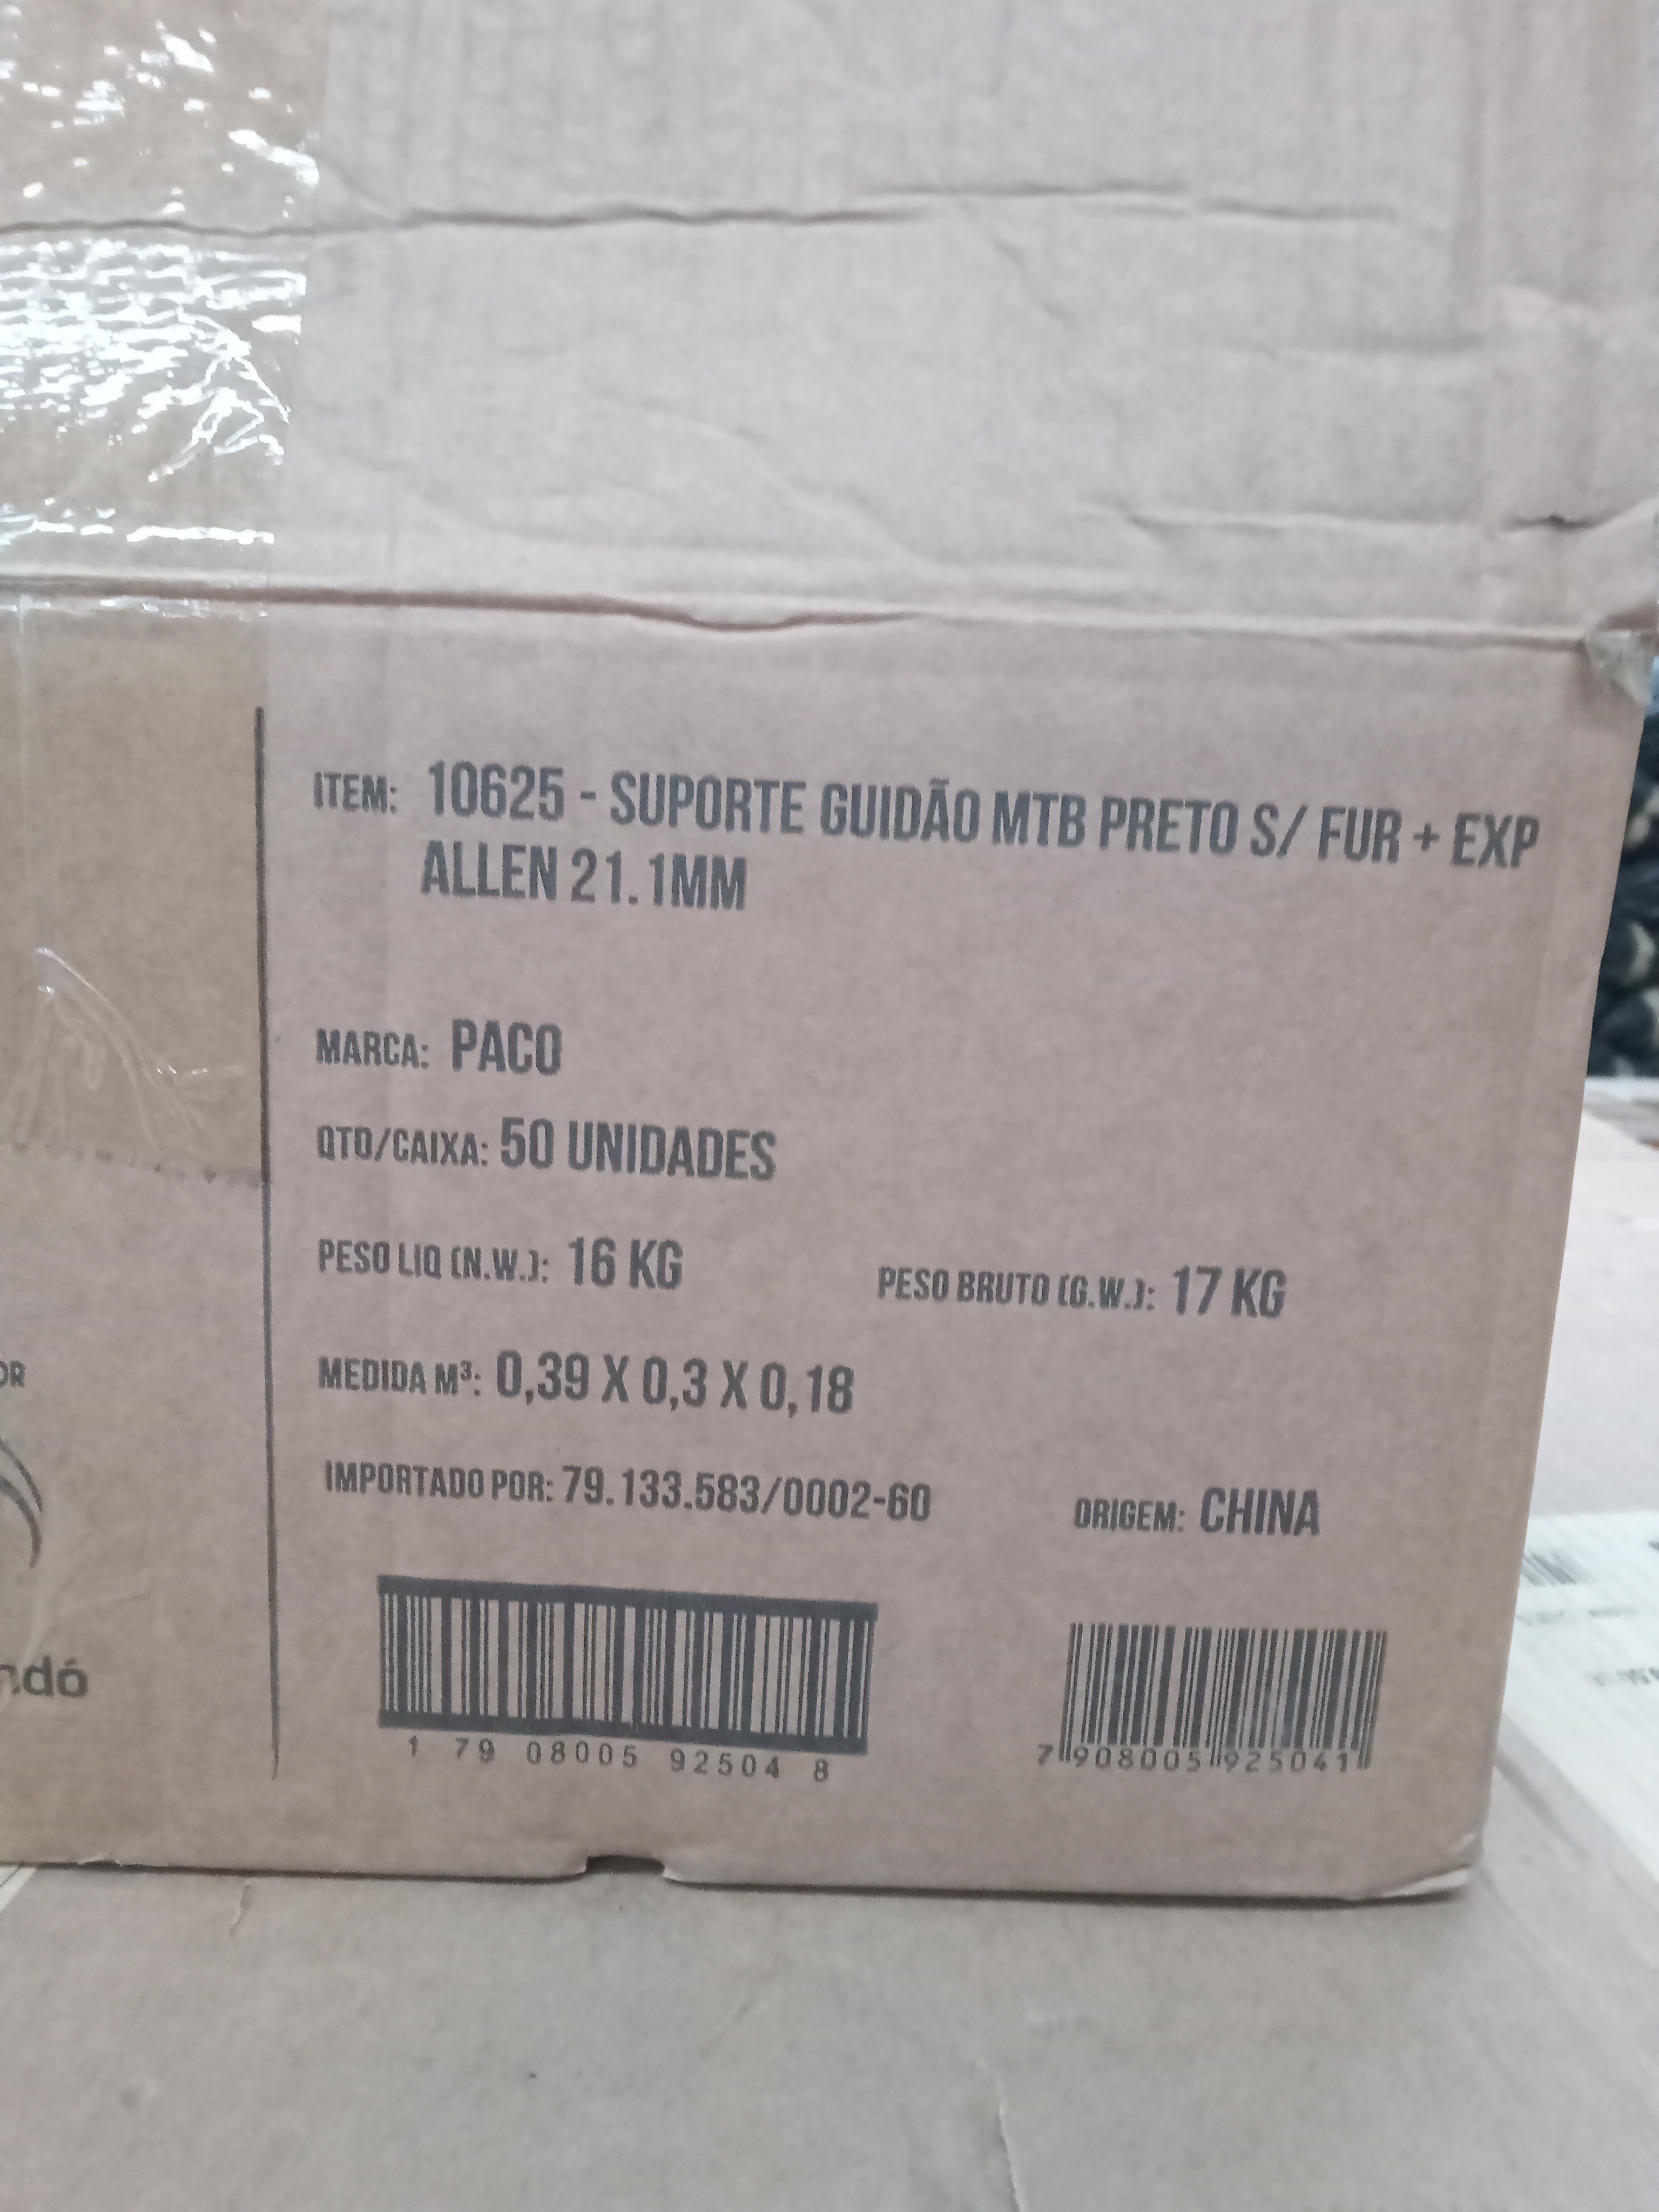 ITEM: 10625 - SUPORTE GUIDÃO MTB PRETO S/ FUR + EXP
ALLEN 21.1MM
MARCA: PACO
QTD/CAIXA: 50 UNIDADES
PESO LIQ (N.W.): 16 KG PESO BRUTO (G.W.): 17 KG
MEDIDA M³: 0,39 X 0,3 X 0,18
IMPORTADO POR: 79.133.583/0002-60 ORIGEM: CHINA
1 79 08005 92504 8
7 908005 925041